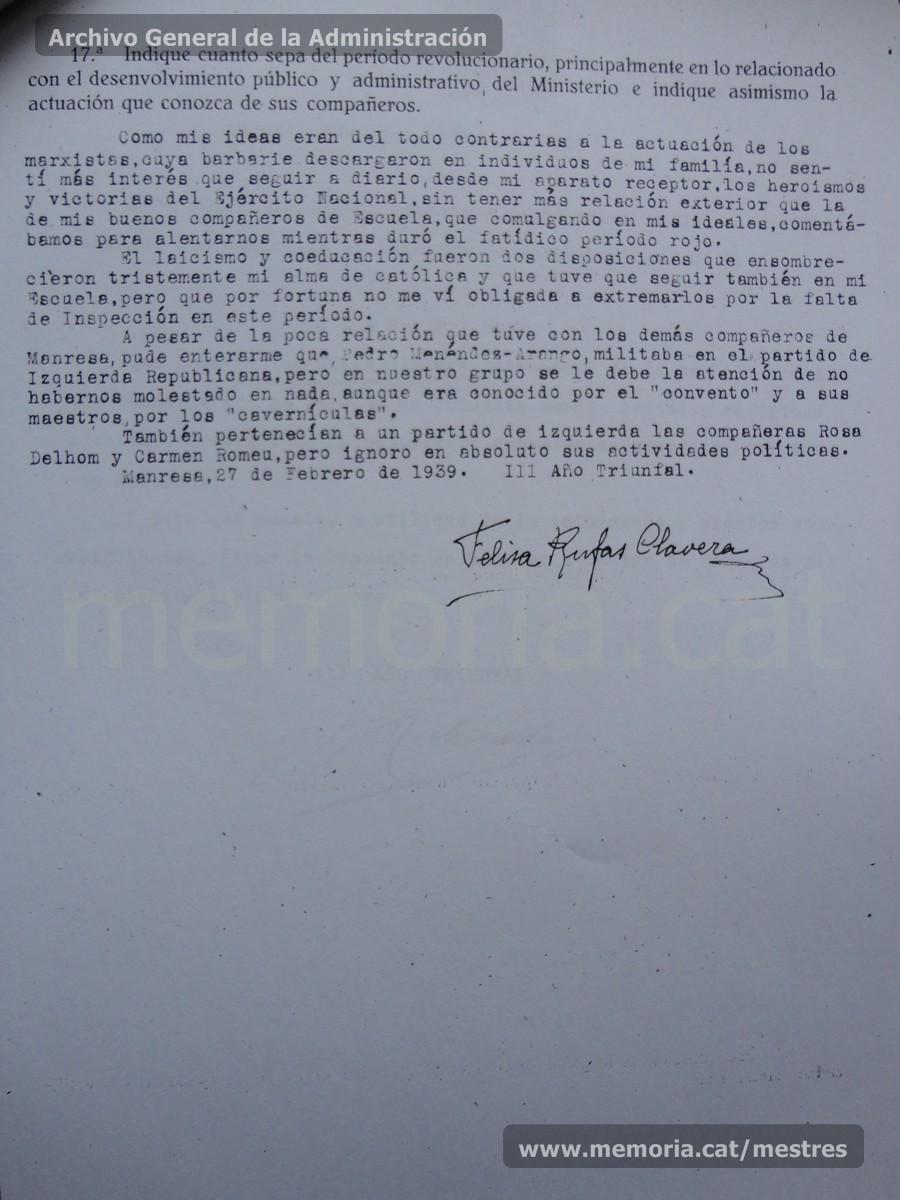 Archivo General de la Administración
17.ª Indique cuanto sepa del período revolucionario, principalmente en lo relacionado
con el desenvolvimiento público y administrativo, del Ministerio e indique asimismo la
actuación que conozca de sus compañeros.
Como mis ideas eran del todo contrarias a la actuación de los
marxistas,cuya barbarie descargaron en individuos de mi familía,no sen-
tí más interés que seguir a diario,desde mi aparato receptor,los heroismos
y victorias del Ejército Nacional,sin tener más relación exterior que la
de mis buenos compañeros de Escuela,que comulgando en mis ideales,comentá-
bamos para alentarnos mientras duró el fatídico período rojo.
El laicismo y coeducación fueron dos disposiciones que ensombre-
cieron tristemente mi alma de católica y que tuve que seguir también en mi
Escuela,pero que por fortuna no me ví obligada a extremarlos por la falta
de Inspección en este período.
A pesar de la poca relación que tuve con los demás compañeros de
Manresa,pude enterarme que,Pedro Menéndez-Arango,militaba en el partido de
Izquierda Republicana,pero en nuestro grupo se le debe la atención de no
habernos molestado en nada,aunque era conocido por el "convento" y a sus
maestros,por los "cavernículas".
También pertenecían a un partido de izquierda las compañeras Rosa
Delhom y Carmen Romeu,pero ignoro en absoluto sus actividades políticas.
Manresa,27 de Febrero de 1939. III Año Triunfal.
Felisa Rufas Clavera
memoria.cat
www.memoria.cat/mestres